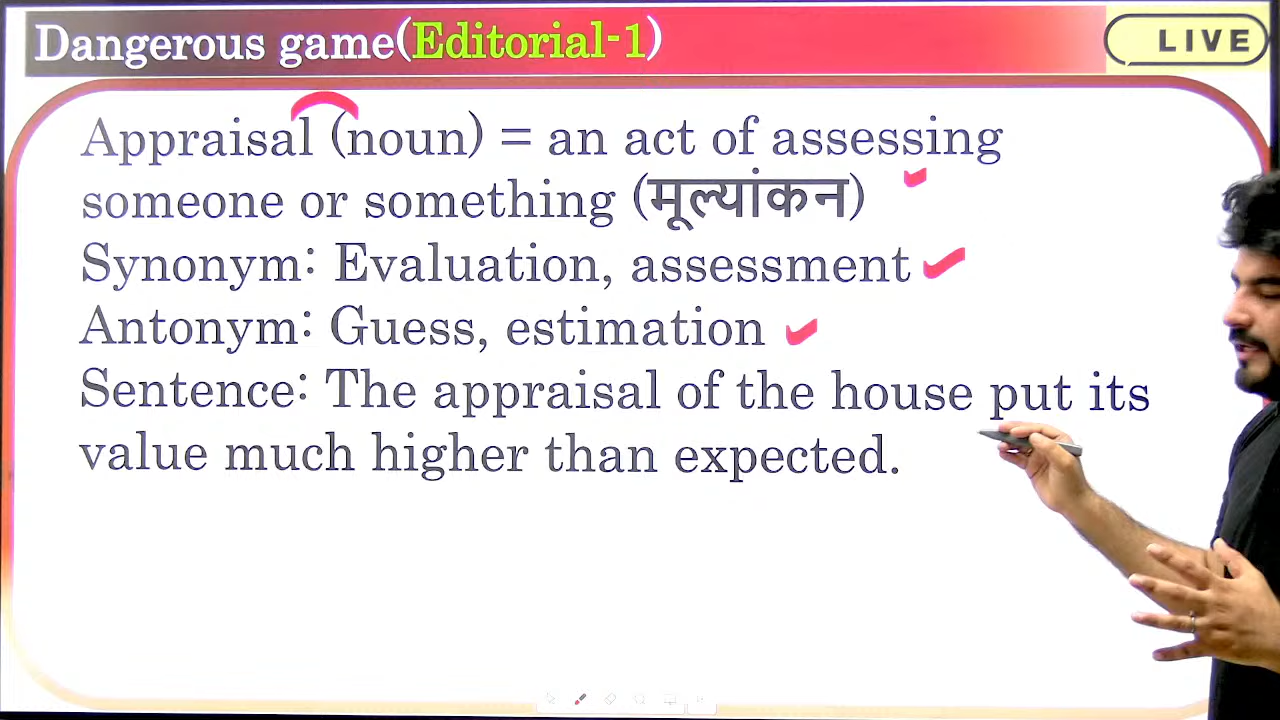 Dangerous game(Editorial-1)
LIVE
Appraisal (noun) = an act of assessing
someone or something (मूल्यांकन)
Synonym: Evaluation, assessment
Antonym: Guess, estimation
Sentence: The appraisal of the house put its
value much higher than expected.